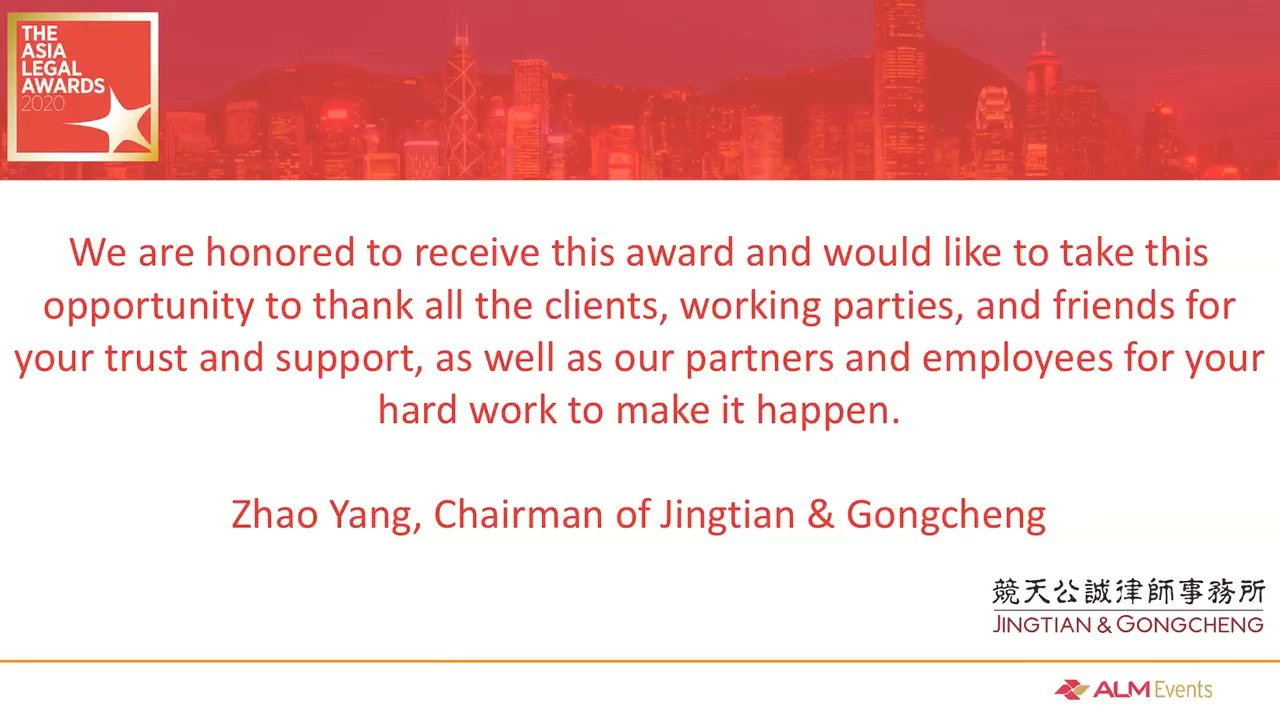 THE
ASIA
LEGAL
AWARDS
2020
We are honored to receive this award and would like to take this
opportunity to thank all the clients, working parties, and friends for
your trust and support, as well as our partners and employees for your
hard work to make it happen.
Zhao Yang, Chairman of Jingtian & Gongcheng
競天公誠律師事務所
JINGTIAN & GONGCHENG
ALM Events